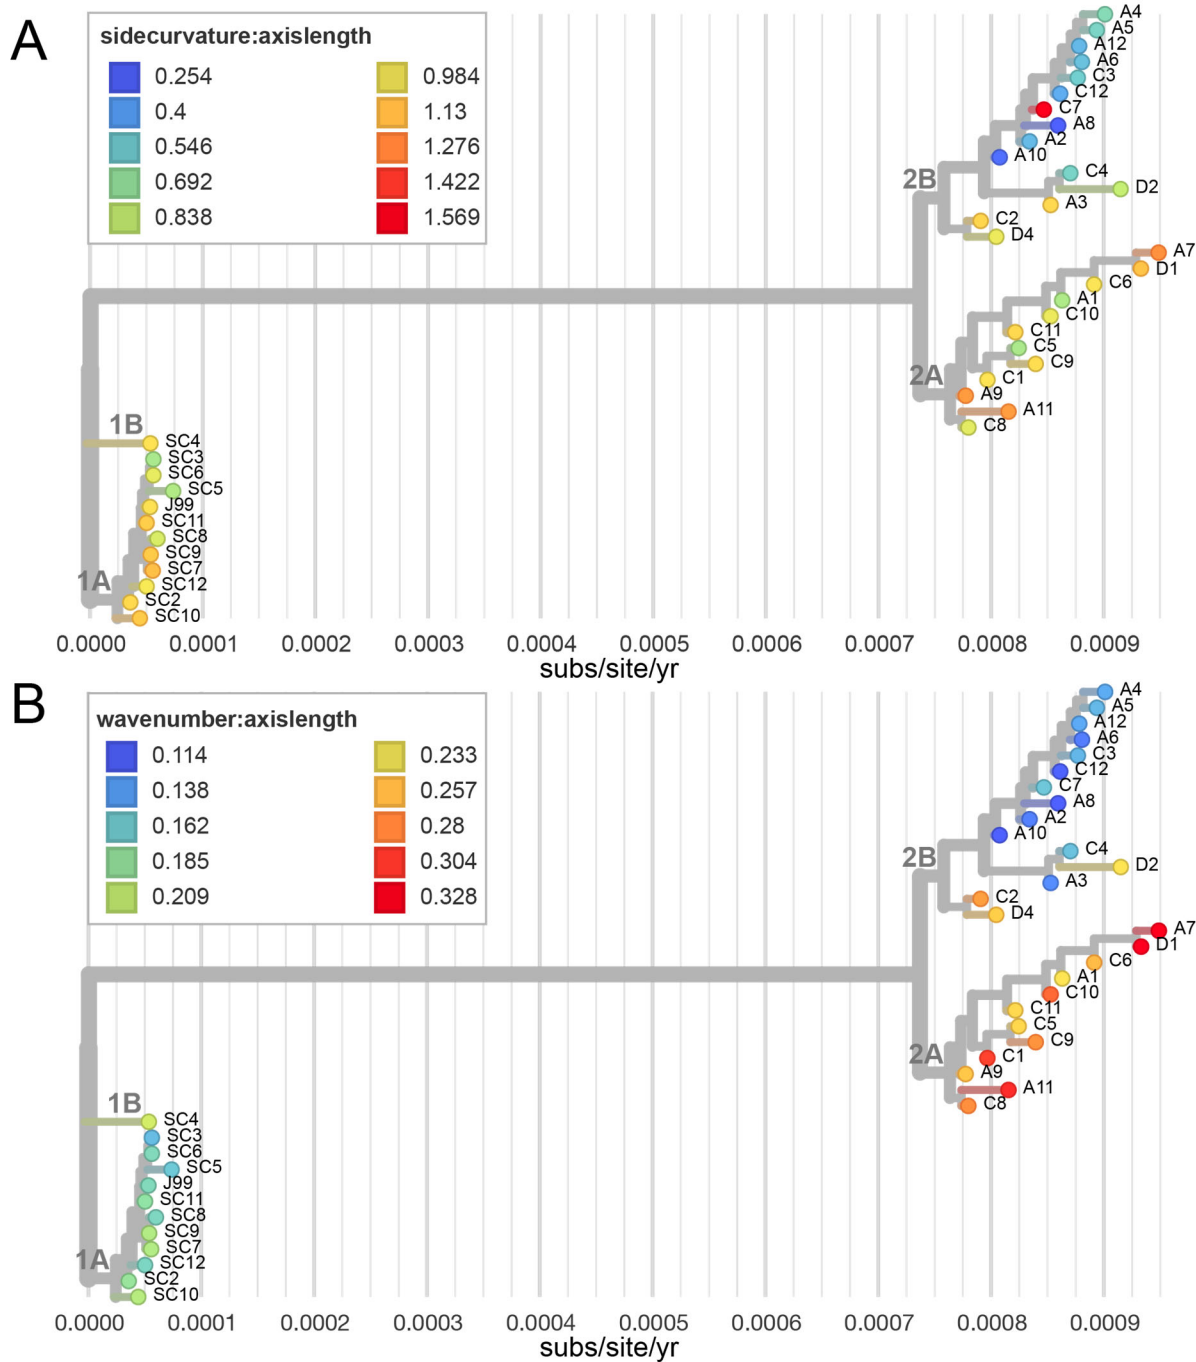 A
sidecurvature:axislength
0.254 0.984
0.4 1.13
0.546 1.276
0.692 1.422
0.838 1.569
A4
A5
A12
A6
C3
C12
C7
A8
A2
A10
C4
2B
D2
A3
C2
D4
A7
D1
C6
A1
C10
C11
C5
C9
2A
C1
A9
A11
C8
1B
SC4
SC3
SC6
SC5
J99
SC11
SC8
SC9
SC7
1A
SC12
SC2
SC10
0.0000 0.0001 0.0002 0.0003 0.0004 0.0005 0.0006 0.0007 0.0008 0.0009
subs/site/yr
B
wavenumber:axislength
0.114 0.233
0.138 0.257
0.162 0.28
0.185 0.304
0.209 0.328
A4
A5
A12
A6
C3
C12
C7
A8
A2
A10
C4
2B
D2
A3
C2
D4
A7
D1
C6
A1
C10
C11
C5
C9
2A
C1
A9
A11
C8
1B
SC4
SC3
SC6
SC5
J99
SC11
SC8
SC9
SC7
1A
SC12
SC2
SC10
0.0000 0.0001 0.0002 0.0003 0.0004 0.0005 0.0006 0.0007 0.0008 0.0009
subs/site/yr